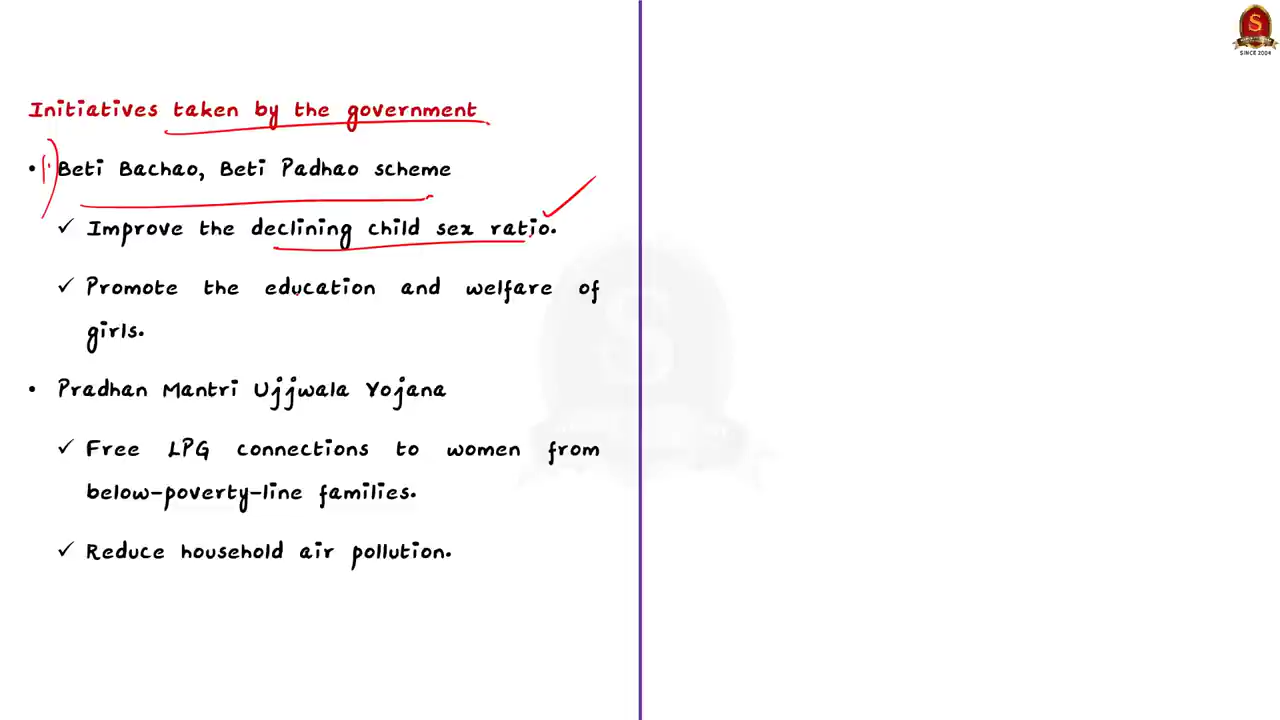 Initiatives taken by the government
• Beti Bachao, Beti Padhao scheme
✓ Improve the declining child sex ratio.
✓ Promote the education and welfare of
girls.
• Pradhan Mantri Ujjwala Yojana
✓ Free LPG connections to women from
below-poverty-line families.
✓ Reduce household air pollution.
S
SINCE 2004